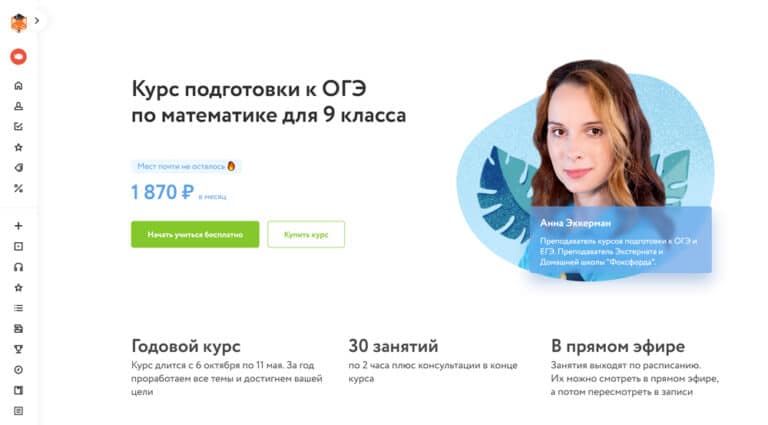 Курс подготовки к ОГЭ
по математике для 9 класса
Мест почти не осталось
1 870 ₽ в месяц
Начать учиться бесплатно
Купить курс
Анна Эккерман
Преподаватель курсов подготовки к ОГЭ и
ЕГЭ. Преподаватель Экстерната и
Домашней школы "Фоксфорда".
Годовой курс
Курс длится с 6 октября по 11 мая. За год
проработаем все темы и достигнем вашей
цели
30 занятий
по 2 часа плюс консультации в конце
курса
В прямом эфире
Занятия выходят по расписанию.
Их можно смотреть в прямом эфире,
а потом пересмотреть в записи